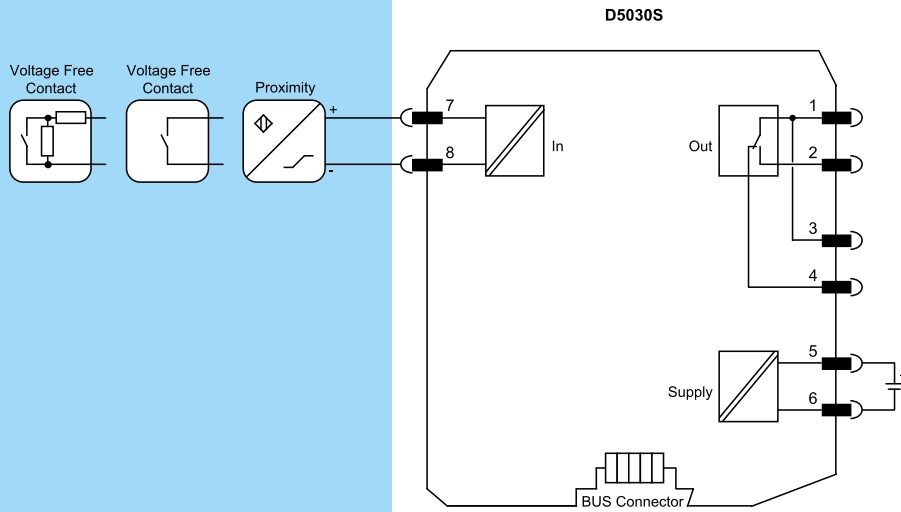 D5030S
Voltage Free
Contact
Voltage Free
Contact
Proximity
+
-
7
8
In
Out
1
2
3
4
Supply
5
6
BUS Connector